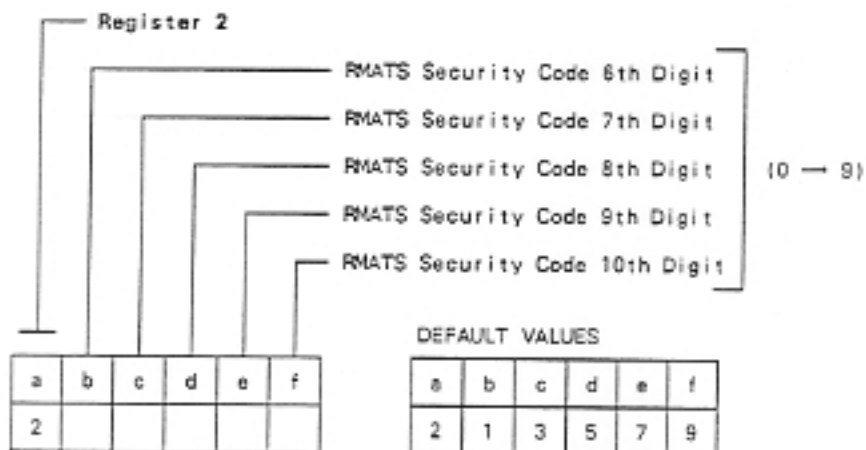 Register 2
RMATS Security Code 6th Digit
RMATS Security Code 7th Digit
RMATS Security Code 8th Digit
(0 → 9)
RMATS Security Code 9th Digit
RMATS Security Code 10th Digit
DEFAULT VALUES
a b c d e f
2
a b c d e f
2 1 3 5 7 9